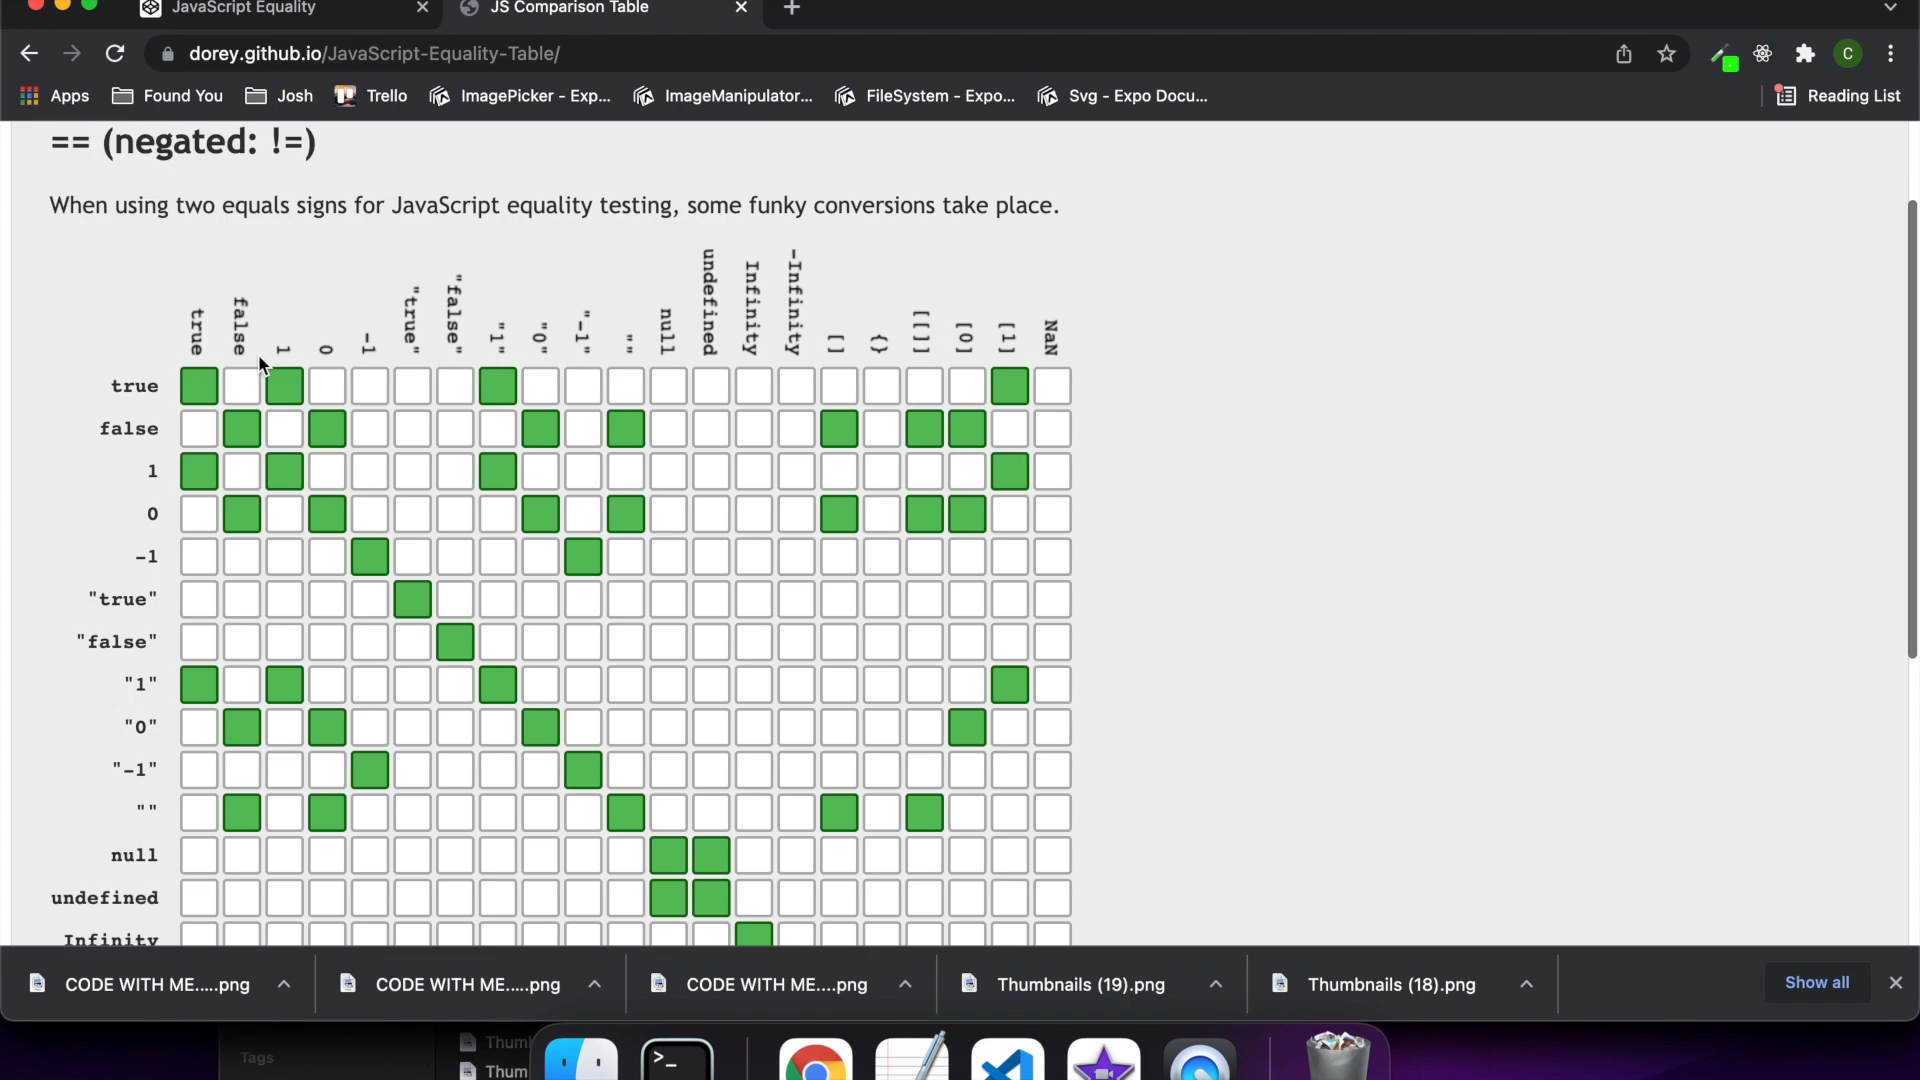 JavaScript Equality
JS Comparison Table
dorey.github.io/JavaScript-Equality-Table/
C
Apps
Found You
Josh
Trello
ImagePicker - Exp...
ImageManipulator...
FileSystem - Expo...
Svg - Expo Docu...
Reading List
== (negated: !=)
When using two equals signs for JavaScript equality testing, some funky conversions take place.
true
false
1
0
-1
"true"
"false"
"1"
"0"
"-1"
""
null
undefined
Infinity
-Infinity
[]
{}
[[]]
[0]
[1]
NaN
true
false
1
0
-1
"true"
"false"
"1"
"0"
"-1"
""
null
undefined
Infinity
CODE WITH ME.....png
CODE WITH ME.....png
CODE WITH ME....png
Thumbnails (19).png
Thumbnails (18).png
Show all
Tags
Thum
Thum